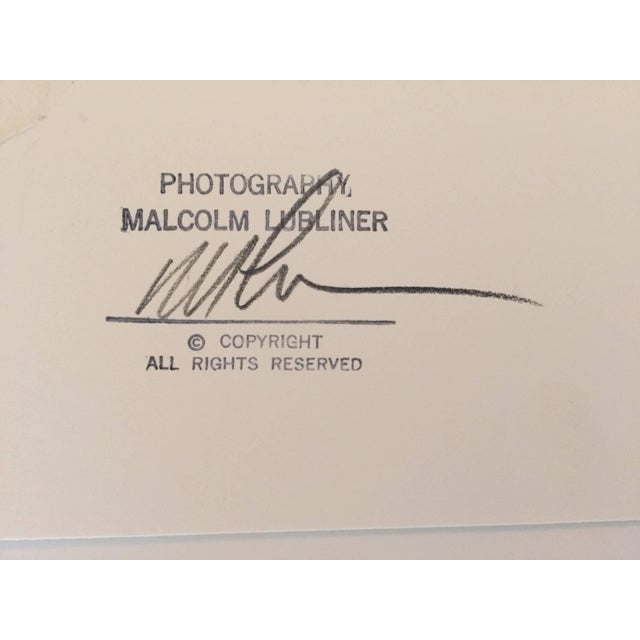 PHOTOGRAPHY,
MALCOLM LUBLINER
© COPYRIGHT
ALL RIGHTS RESERVED